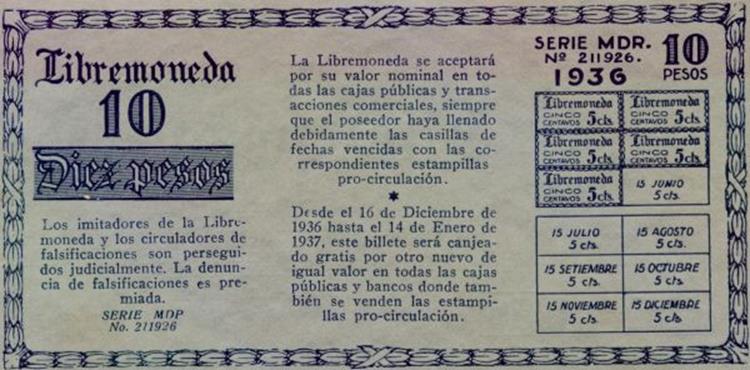 Libremoneda
10
Diez pesos
Los imitadores de la Libre-
moneda y los circuladores de
falsificaciones son persegui-
dos judicialmente. La denun-
cia de falsificaciones es pre-
miada.
SERIE MDP
No. 211926
La Libremoneda se aceptará
por su valor nominal en to-
das las cajas públicas y trans-
acciones comerciales, siempre
que el poseedor haya llenado
debidamente las casillas de
fechas vencidas con las co-
rrespondientes estampillas
pro-circulación.
Desde el 16 de Diciembre de
1936 hasta el 14 de Enero de
1937, este billete será canjea-
do gratis por otro nuevo de
igual valor en todas las cajas
públicas y bancos donde tam-
bién se venden las estampi-
llas pro-circulación.
SERIE MDR.
Nº 211926.
1936
10
PESOS
Libremoneda
CINCO
CENTAVOS 5cts.
Libremoneda
CINCO
CENTAVOS 5cts.
Libremoneda
CINCO
CENTAVOS 5cts.
Libremoneda
CINCO
CENTAVOS 5cts.
Libremoneda
CINCO
CENTAVOS 5cts.
15 JUNIO
5 cts.
15 JULIO
5 cts.
15 AGOSTO
5 cts.
15 SETIEMBRE
5 cts.
15 OCTUBRE
5 cts.
15 NOVIEMBRE
5 cts.
15 DICIEMBRE
5 cts.